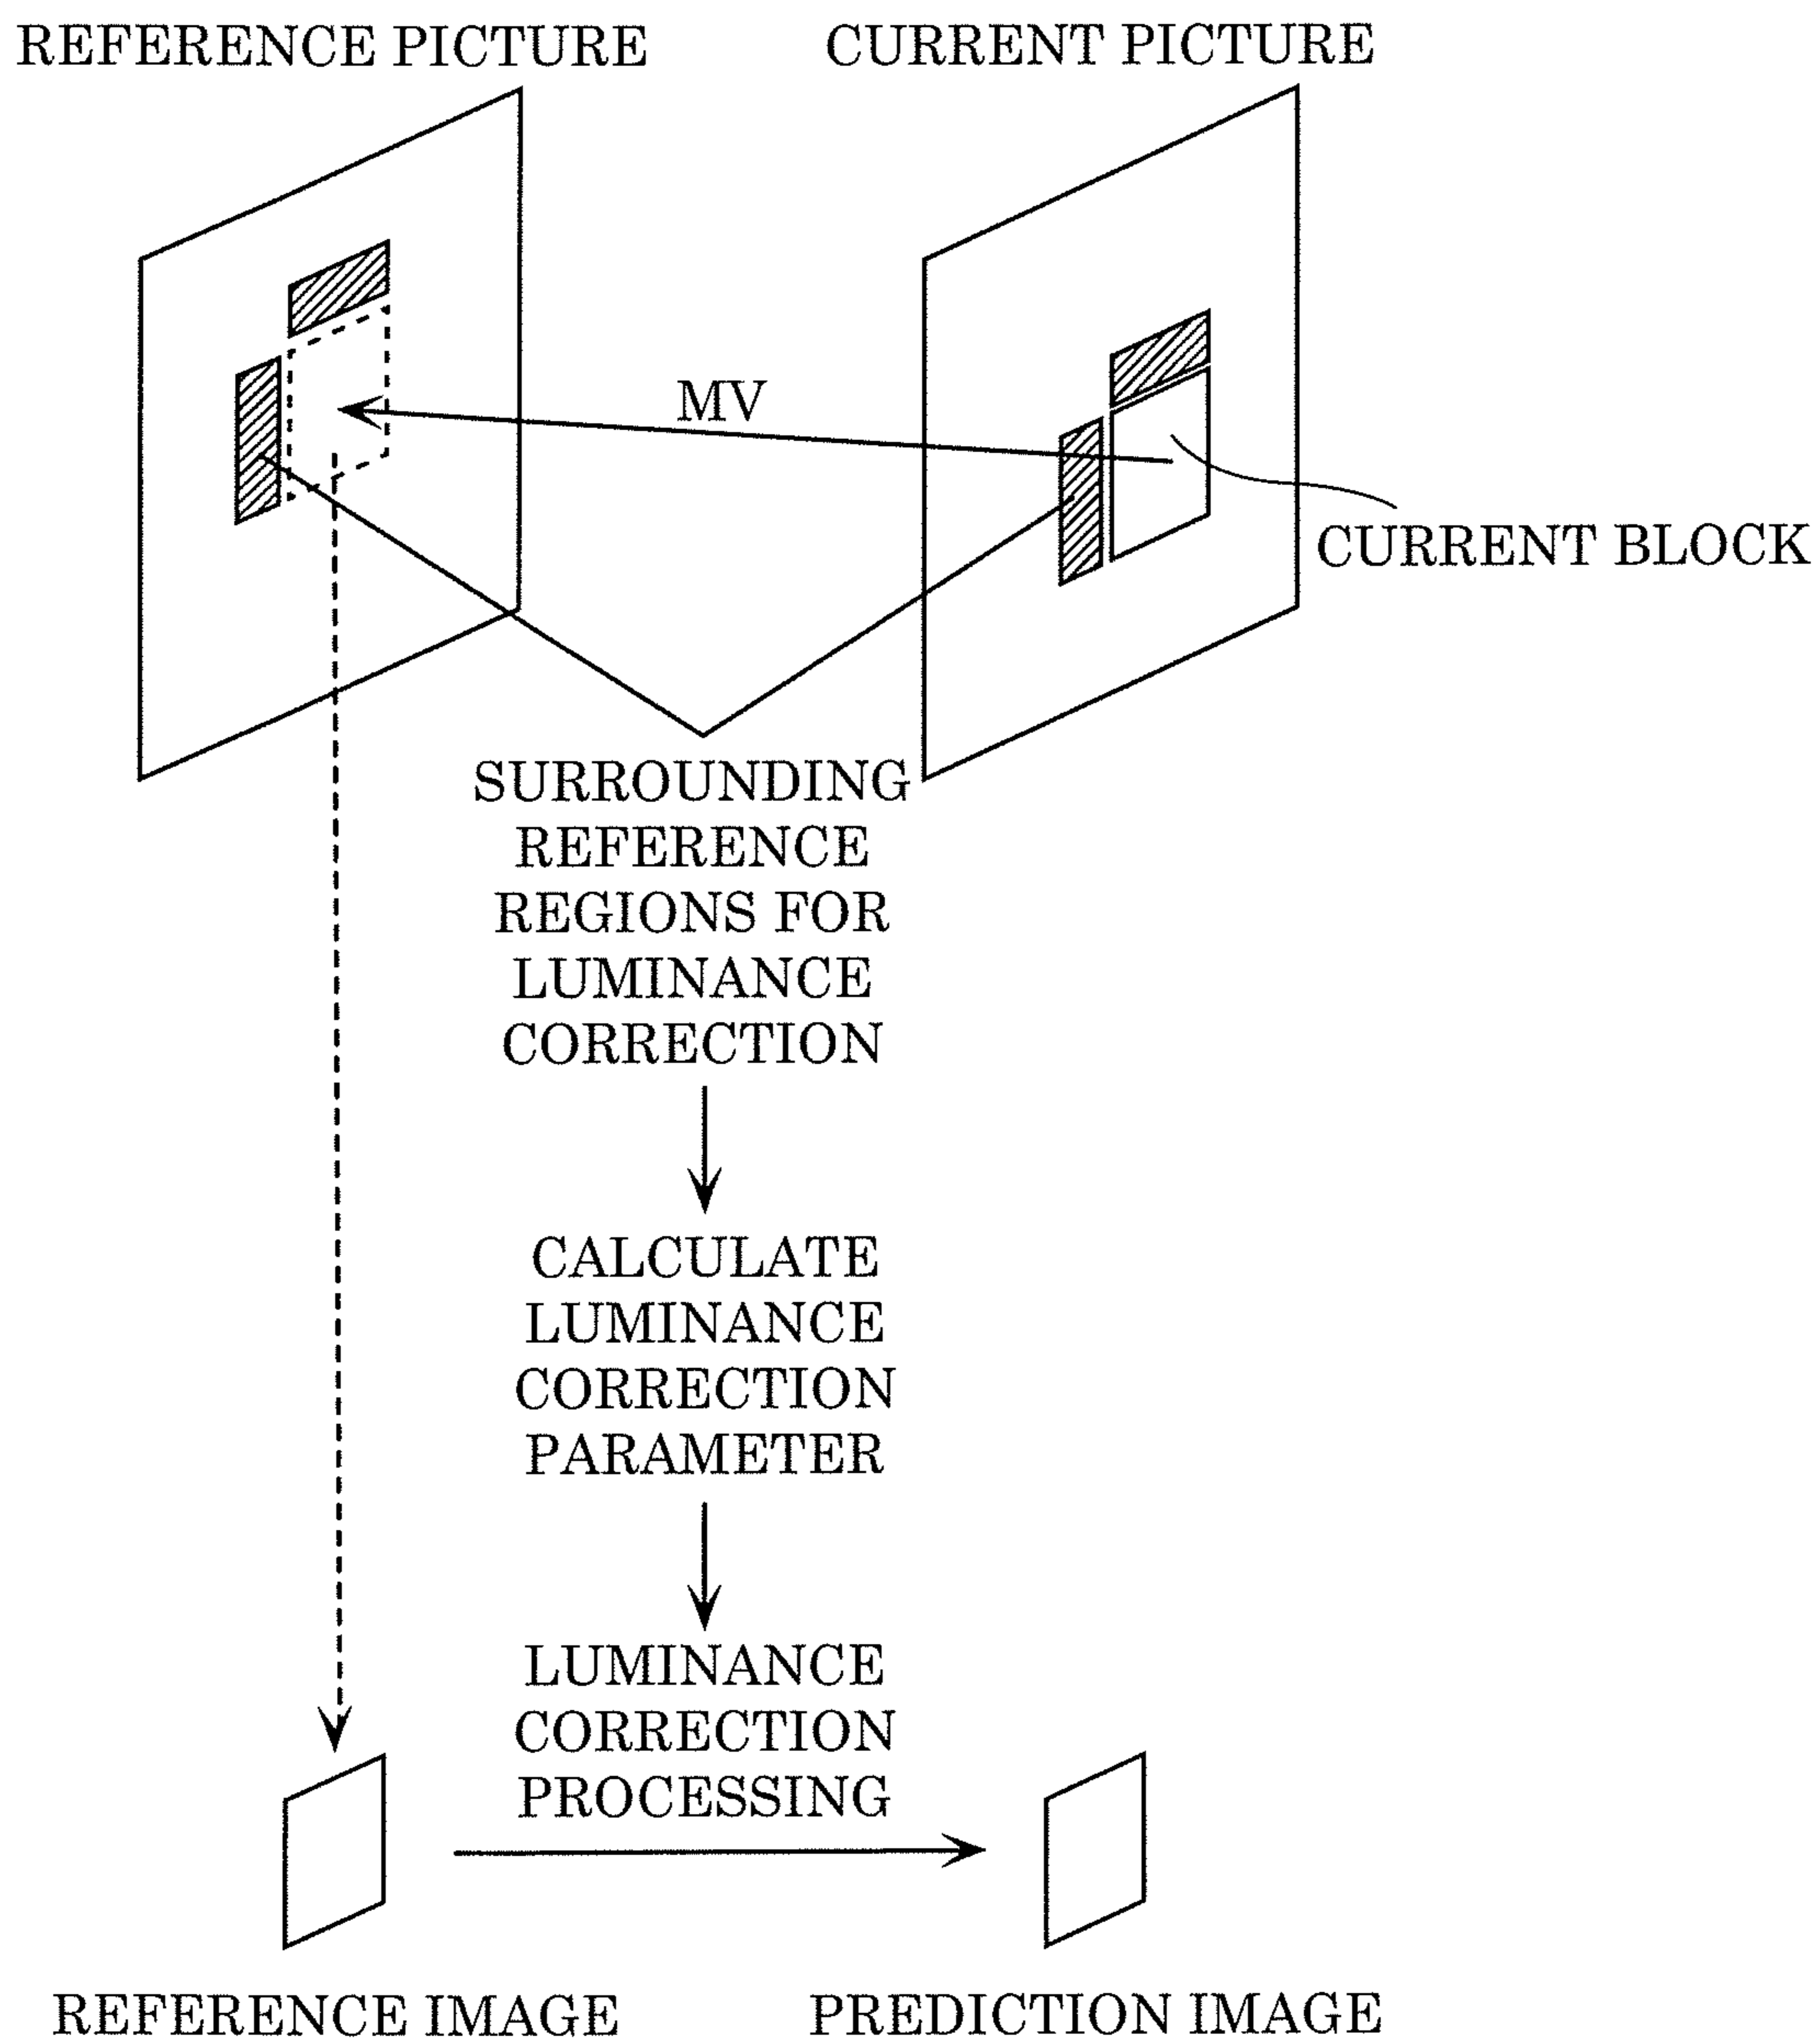 REFERENCE PICTURE
CURRENT PICTURE
MV
CURRENT BLOCK
SURROUNDING
REFERENCE
REGIONS FOR
LUMINANCE
CORRECTION
CALCULATE
LUMINANCE
CORRECTION
PARAMETER
LUMINANCE
CORRECTION
PROCESSING
REFERENCE IMAGE
PREDICTION IMAGE